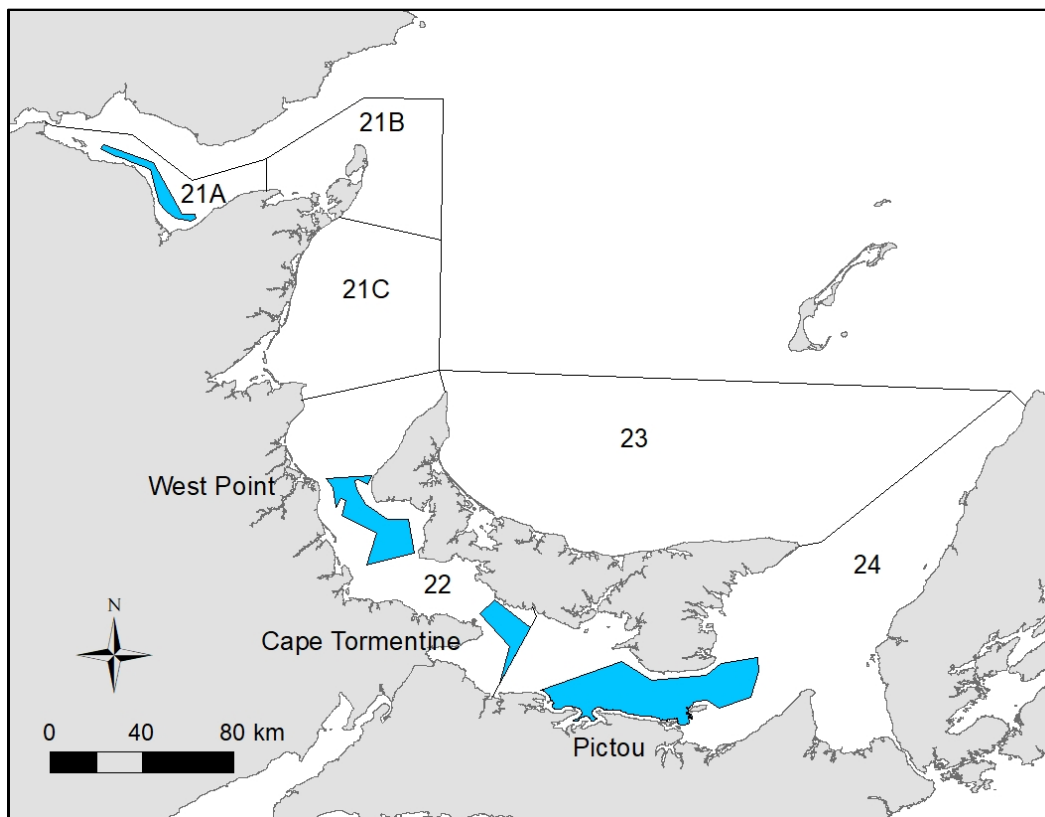 21B
21A
21C
23
West Point
24
22
Cape Tormentine
N
0 40 80 km
Pictou